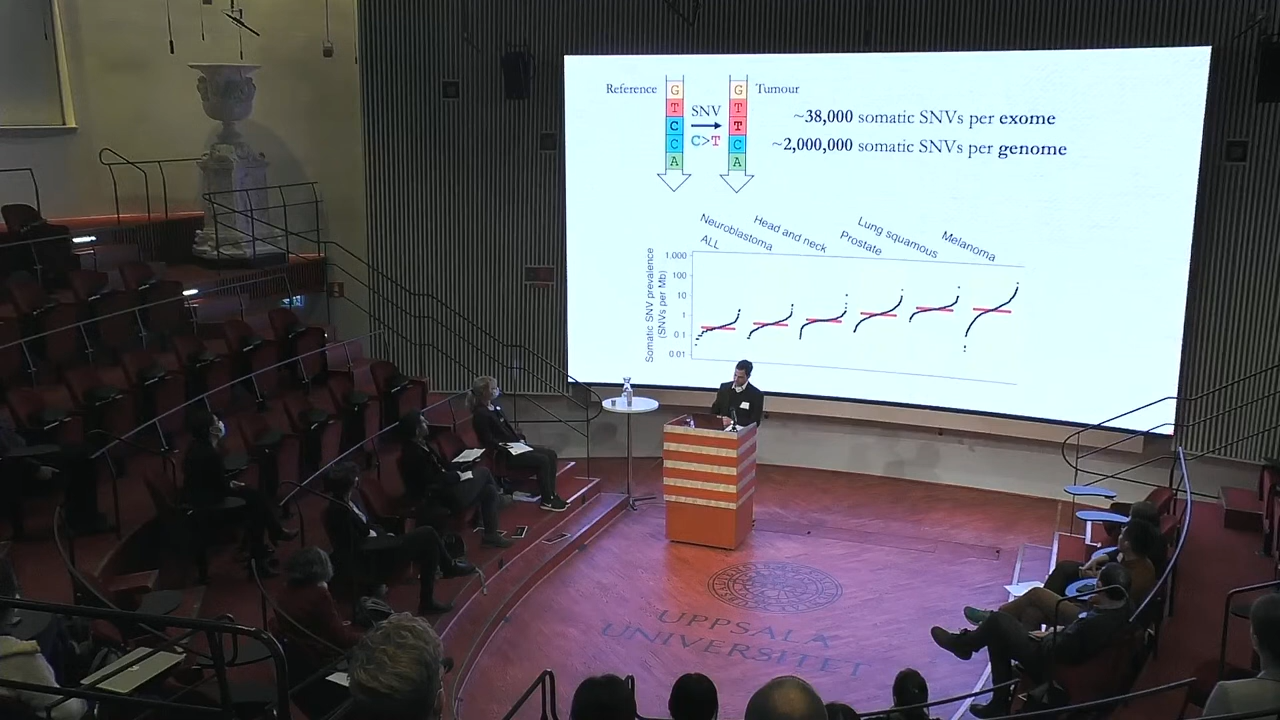 Reference
G
T
C
C
A
SNV
C>T
G
T
T
C
A
Tumour
~38,000 somatic SNVs per exome
~2,000,000 somatic SNVs per genome
Neuroblastoma
Head and neck
Lung squamous
Melanoma
ALL
Prostate
Somatic SNV prevalence
(SNVs per Mb)
1,000
100
10
1
0.1
0.01
UPPSALA
UNIVERSITET